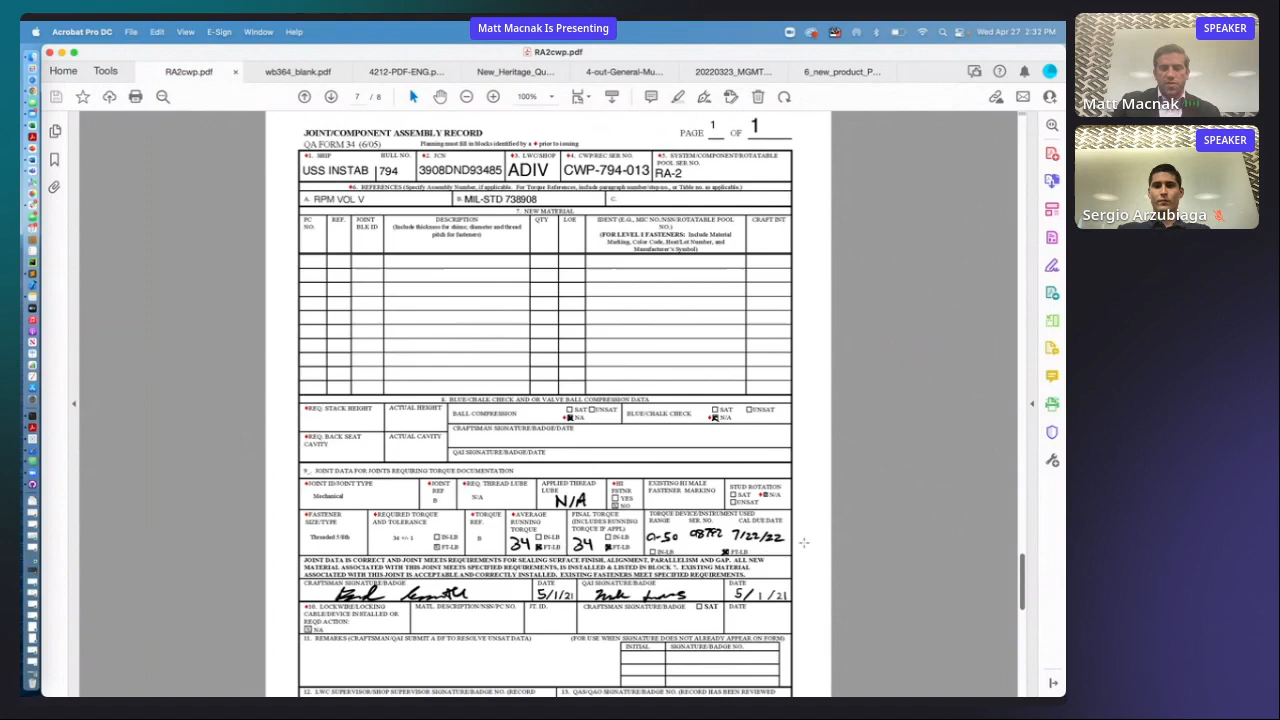 Matt Macnak Is Presenting
Acrobat Pro DC File Edit View E-Sign Window Help
Wed Apr 27 2:32 PM
RA2cwp.pdf
Home Tools RA2cwp.pdf × wb364_blank.pdf 4212-PDF-ENG.p... New_Heritage_Qu... 4-out-General-Mu... 20220323_MGMT... 6_new_product_P...
7 / 8 100%
JOINT/COMPONENT ASSEMBLY RECORD
PAGE 1 OF 1
QA FORM 34 (6/05) Planning must fill in blocks identified by a ♦ prior to issuing
♦1. SHIP HULL NO. ♦2. JCN ♦3. LWC/SHOP ♦4. CWP/REC SER NO. ♦5. SYSTEM/COMPONENT/ROTATABLE
POOL SER NO.
USS INSTAB 794 3908DND93485 ADIV CWP-794-013 RA-2
♦6. REFERENCES (Specify Assembly Number, if applicable. For Torque References, include paragraph number/step no., or Table no. as applicable.)
A. RPM VOL V B. MIL-STD 738908 C.
7. NEW MATERIAL
PC NO. REF. JOINT BLK ID DESCRIPTION QTY LOE IDENT (E.G., MIC NO./NSN/ROTATABLE POOL NO.) CRAFT INT
(Include thickness for shims; diameter and thread pitch for fasteners)
(FOR LEVEL I FASTENERS: Include Material Marking, Color Code, Heat/Lot Number, and Manufacturer's Symbol)
8. BLUE/CHALK CHECK AND OR VALVE BALL COMPRESSION DATA
♦REQ. STACK HEIGHT ACTUAL HEIGHT BALL COMPRESSION SAT UNSAT ♦ NA BLUE/CHALK CHECK SAT UNSAT ♦ N/A
CRAFTSMAN SIGNATURE/BADGE/DATE
♦REQ. BACK SEAT CAVITY ACTUAL CAVITY
QAI SIGNATURE/BADGE/DATE
9_. JOINT DATA FOR JOINTS REQUIRING TORQUE DOCUMENTATION
♦JOINT ID/JOINT TYPE ♦JOINT REF ♦REQ. THREAD LUBE APPLIED THREAD LUBE ♦HI FSTNR EXISTING HI MALE FASTENER MARKING STUD ROTATION
Mechanical B N/A N/A YES NO SAT ♦ N/A UNSAT
♦FASTENER SIZE/TYPE ♦REQUIRED TORQUE AND TOLERANCE ♦TORQUE REF. ♦AVERAGE RUNNING TORQUE FINAL TORQUE (INCLUDES RUNNING TORQUE IF APPL) TORQUE DEVICE/INSTRUMENT USED
RANGE SER. NO. CAL DUE DATE
Threaded 5/8th 34 +/- 1 IN-LB FT-LB B 34 IN-LB FT-LB 34 IN-LB FT-LB 0-50 08792 7/22/22
IN-LB FT-LB
JOINT DATA IS CORRECT AND JOINT MEETS REQUIREMENTS FOR SEALING SURFACE FINISH, ALIGNMENT, PARALLELISM AND GAP. ALL NEW
MATERIAL ASSOCIATED WITH THIS JOINT MEETS SPECIFIED REQUIREMENTS, IS INSTALLED & LISTED IN BLOCK 7. EXISTING MATERIAL
ASSOCIATED WITH THIS JOINT IS ACCEPTABLE AND CORRECTLY INSTALLED. EXISTING FASTENERS MEET SPECIFIED REQUIREMENTS.
CRAFTSMAN SIGNATURE/BADGE DATE QAI SIGNATURE/BADGE DATE
5/1/21 5/1/21
♦10. LOCKWIRE/LOCKING CABLE/DEVICE INSTALLED OR REQD ACTION: NA MATL. DESCRIPTION/NSN/PC NO. JT. ID. CRAFTSMAN SIGNATURE/BADGE SAT DATE
11. REMARKS (CRAFTSMAN/QAI SUBMIT A DF TO RESOLVE UNSAT DATA) (FOR USE WHEN SIGNATURE DOES NOT ALREADY APPEAR ON FORM)
INITIAL SIGNATURE/BADGE NO.
12. LWC SUPERVISOR/SHOP SUPERVISOR SIGNATURE/BADGE NO. (RECORD 13. QAS/QAO SIGNATURE/BADGE NO. (RECORD HAS BEEN REVIEWED
SPEAKER
Matt Macnak
SPEAKER
Sergio Arzubiaga